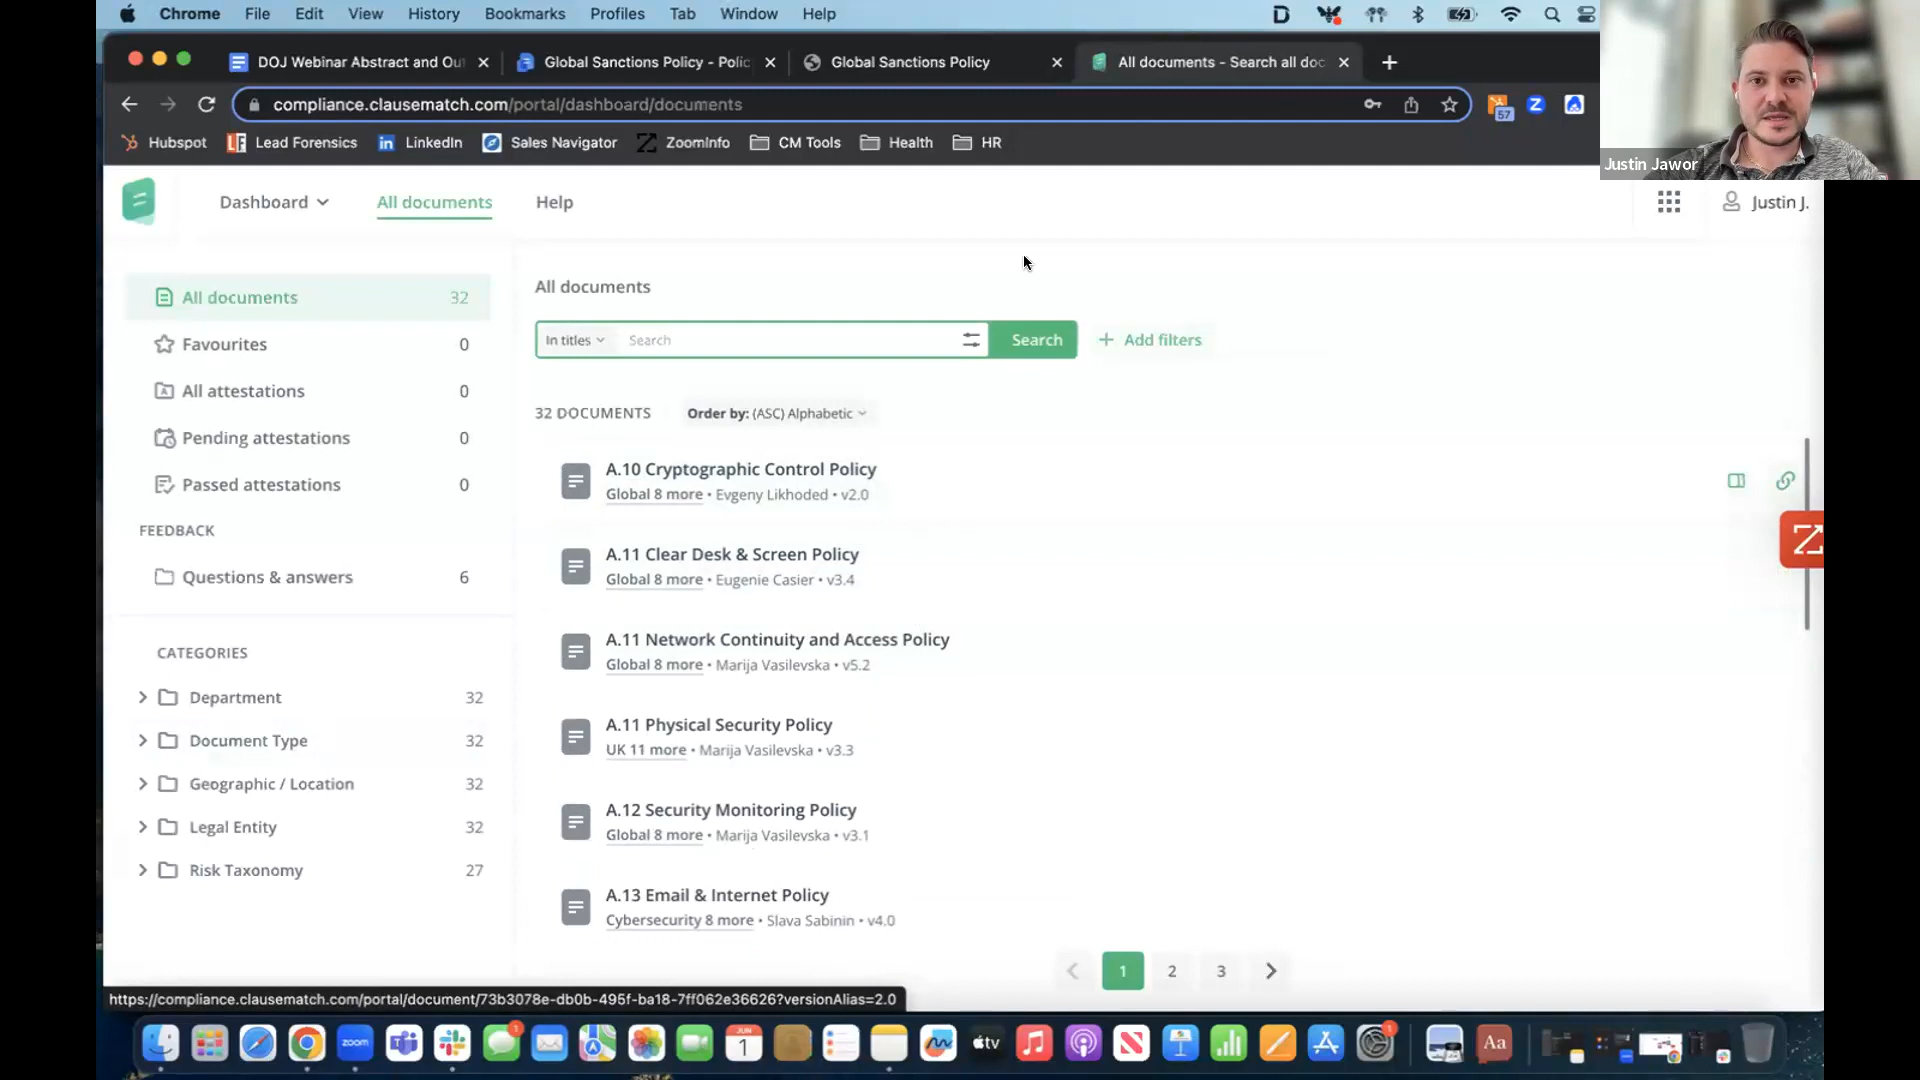 Chrome File Edit View History Bookmarks Profiles Tab Window Help
DOJ Webinar Abstract and Ou
Global Sanctions Policy - Polic
Global Sanctions Policy
All documents - Search all doc
compliance.clausematch.com/portal/dashboard/documents
57
Hubspot
Lead Forensics
LinkedIn
Sales Navigator
ZoomInfo
CM Tools
Health
HR
Justin Jawor
Dashboard
All documents
Help
Justin J.
All documents 32
Favourites 0
All attestations 0
Pending attestations 0
Passed attestations 0
FEEDBACK
Questions & answers 6
CATEGORIES
Department 32
Document Type 32
Geographic / Location 32
Legal Entity 32
Risk Taxonomy 27
All documents
In titles Search Search + Add filters
32 DOCUMENTS Order by: (ASC) Alphabetic
A.10 Cryptographic Control Policy
Global 8 more • Evgeny Likhoded • v2.0
A.11 Clear Desk & Screen Policy
Global 8 more • Eugenie Casier • v3.4
A.11 Network Continuity and Access Policy
Global 8 more • Marija Vasilevska • v5.2
A.11 Physical Security Policy
UK 11 more • Marija Vasilevska • v3.3
A.12 Security Monitoring Policy
Global 8 more • Marija Vasilevska • v3.1
A.13 Email & Internet Policy
Cybersecurity 8 more • Slava Sabinin • v4.0
1 2 3
https://compliance.clausematch.com/portal/document/73b3078e-db0b-495f-ba18-7ff062e36626?versionAlias=2.0
zoom
1
JUN
1
tv
1
Aa